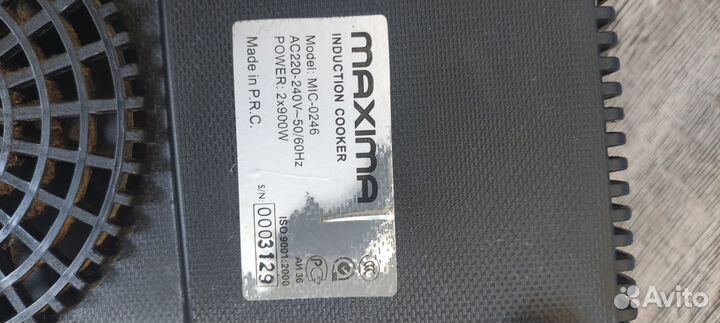 MAXIMA
INDUCTION COOKER
Model: MIC-0246
AC220-240V~50/60Hz
POWER: 2x900W
Made in P.R.C.
S/N: 0003129
ISO 9001:2000
АИ 36
Avito